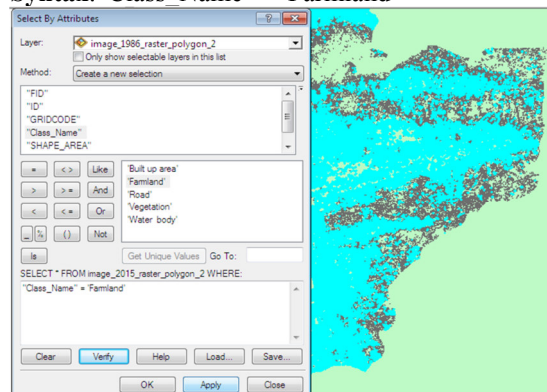 Syntax: "Class_Name" = 'Farmland'
Select By Attributes
Layer: image_1986_raster_polygon_2
Only show selectable layers in this list
Method: Create a new selection
"FID"
"ID"
"GRIDCODE"
"Class_Name"
"SHAPE_AREA"
= < > Like
> > = And
< < = Or
_ % ( ) Not
Is
'Built up area'
'Farmland'
'Road'
'Vegetation'
'Water body'
Get Unique Values Go To:
SELECT * FROM image_2015_raster_polygon_2 WHERE:
"Class_Name" = 'Farmland'
Clear Verify Help Load... Save...
OK Apply Close